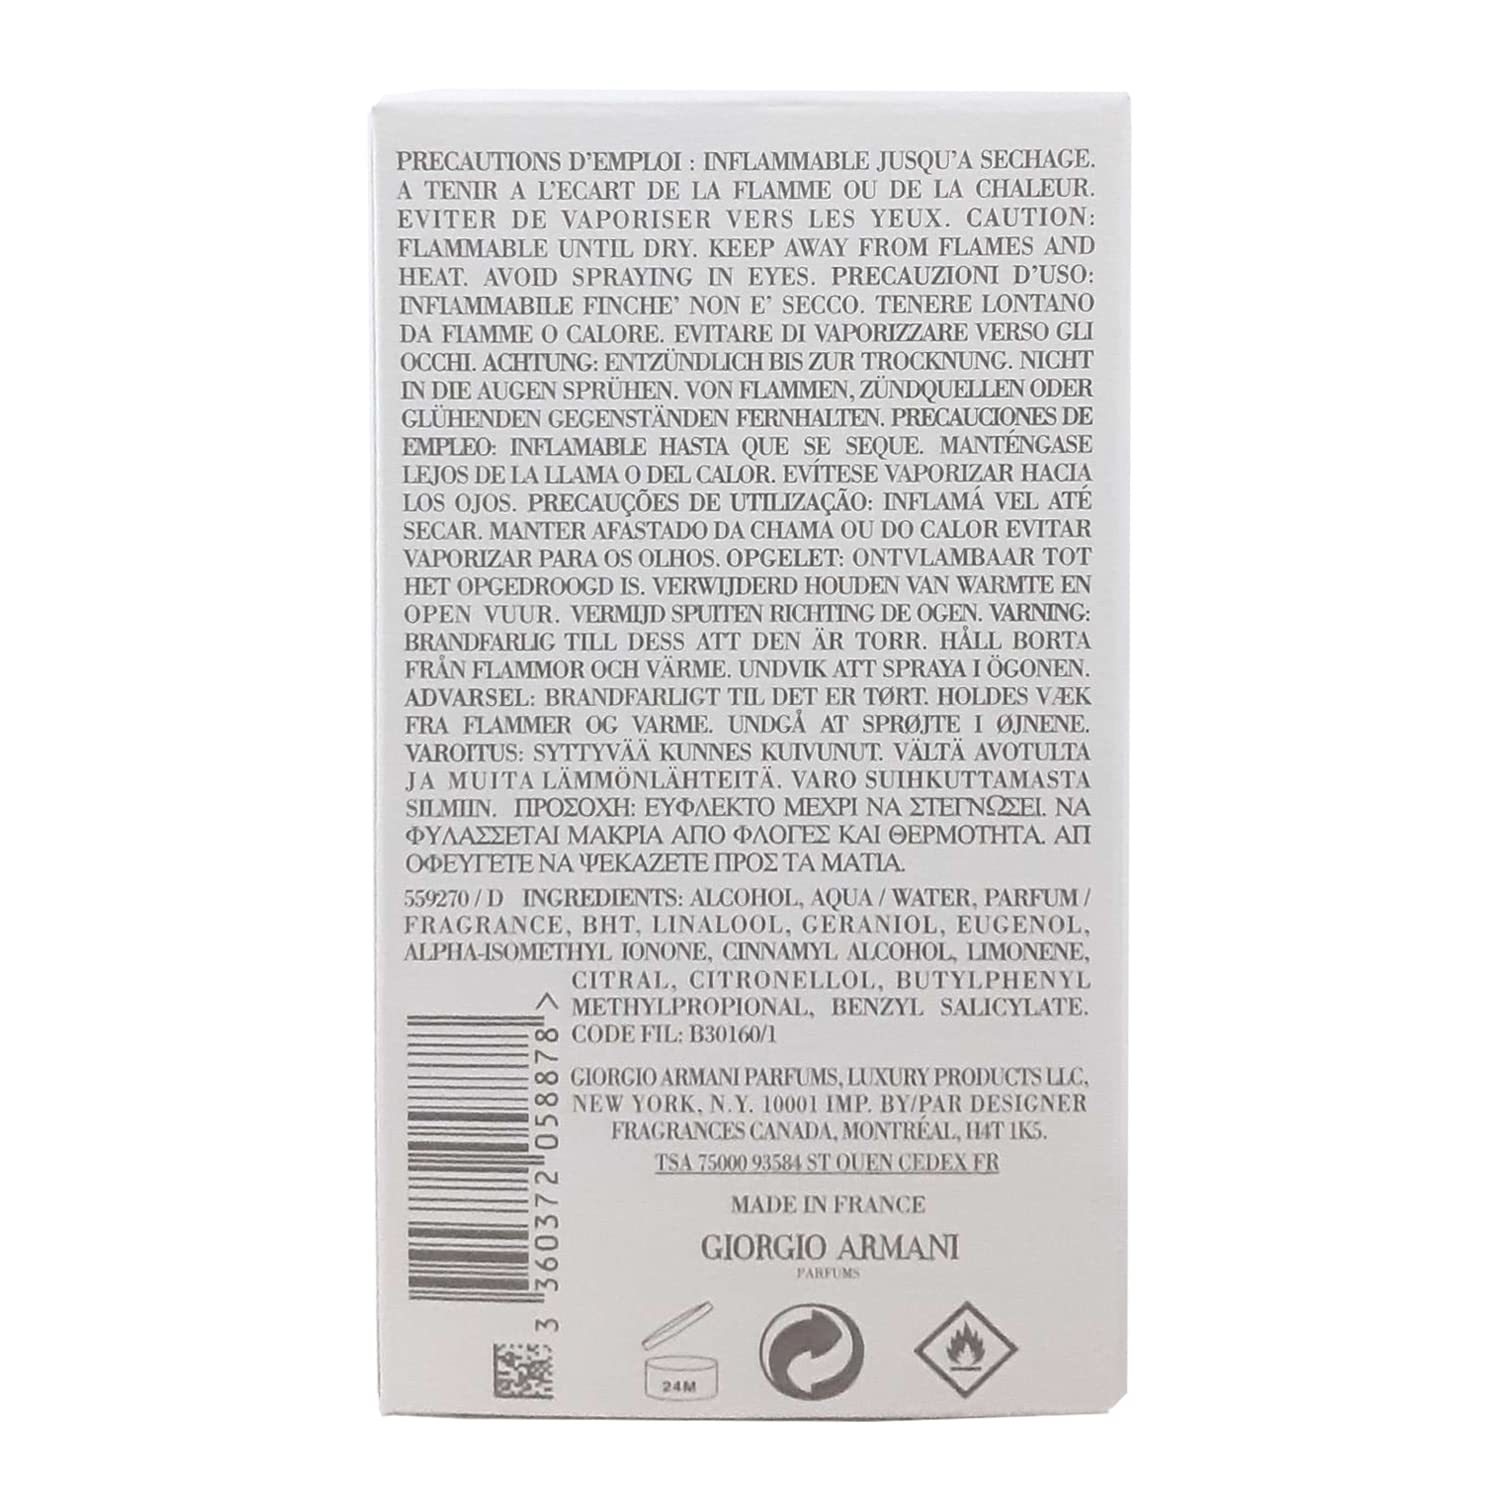 PRECAUTIONS D'EMPLOI : INFLAMMABLE JUSQU'A SECHAGE.
A TENIR A L'ECART DE LA FLAMME OU DE LA CHALEUR.
EVITER DE VAPORISER VERS LES YEUX. CAUTION:
FLAMMABLE UNTIL DRY. KEEP AWAY FROM FLAMES AND
HEAT. AVOID SPRAYING IN EYES. PRECAUZIONI D'USO:
INFIAMMABILE FINCHE' NON E' SECCO. TENERE LONTANO
DA FIAMME O CALORE. EVITARE DI VAPORIZZARE VERSO GLI
OCCHI. ACHTUNG: ENTZÜNDLICH BIS ZUR TROCKNUNG. NICHT
IN DIE AUGEN SPRÜHEN. VON FLAMMEN, ZÜNDQUELLEN ODER
GLÜHENDEN GEGENSTÄNDEN FERNHALTEN. PRECAUCIONES DE
EMPLEO: INFLAMABLE HASTA QUE SE SEQUE. MANTÉNGASE
LEJOS DE LA LLAMA O DEL CALOR. EVÍTESE VAPORIZAR HACIA
LOS OJOS. PRECAUÇÕES DE UTILIZAÇÃO: INFLAMÁ VEL ATÉ
SECAR. MANTER AFASTADO DA CHAMA OU DO CALOR EVITAR
VAPORIZAR PARA OS OLHOS. OPGELET: ONTVLAMBAAR TOT
HET OPGEDROOGD IS. VERWIJDERD HOUDEN VAN WARMTE EN
OPEN VUUR. VERMIJD SPUITEN RICHTING DE OGEN. VARNING:
BRANDFARLIG TILL DESS ATT DEN ÄR TORR. HÅLL BORTA
FRÅN FLAMMOR OCH VÄRME. UNDVIK ATT SPRAYA I ÖGONEN.
ADVARSEL: BRANDFARLIGT TIL DET ER TØRT. HOLDES VÆK
FRA FLAMMER OG VARME. UNDGÅ AT SPRØJTE I ØJNENE.
VAROITUS: SYTTYVÄÄ KUNNES KUIVUNUT. VÄLTÄ AVOTULTA
JA MUITA LÄMMÖNLÄHTEITÄ. VARO SUIHKUTTAMASTA
SILMIIN. ΠΡΟΣΟΧΗ: ΕΥΦΛΕΚΤΟ ΜΕΧΡΙ ΝΑ ΣΤΕΓΝΩΣΕΙ. ΝΑ
ΦΥΛΑΣΣΕΤΑΙ ΜΑΚΡΙΑ ΑΠΟ ΦΛΟΓΕΣ ΚΑΙ ΘΕΡΜΟΤΗΤΑ. ΑΠ
ΟΦΕΥΓΕΤΕ ΝΑ ΨΕΚΑΖΕΤΕ ΠΡΟΣ ΤΑ ΜΑΤΙΑ.
559270 / D INGREDIENTS: ALCOHOL, AQUA / WATER, PARFUM /
FRAGRANCE, BHT, LINALOOL, GERANIOL, EUGENOL,
ALPHA-ISOMETHYL IONONE, CINNAMYL ALCOHOL, LIMONENE,
CITRAL, CITRONELLOL, BUTYLPHENYL
METHYLPROPIONAL, BENZYL SALICYLATE.
CODE FIL: B30160/1
GIORGIO ARMANI PARFUMS, LUXURY PRODUCTS LLC,
NEW YORK, N.Y. 10001 IMP. BY/PAR DESIGNER
FRAGRANCES CANADA, MONTRÉAL, H4T 1K5.
TSA 75000 93584 ST OUEN CEDEX FR
MADE IN FRANCE
GIORGIO ARMANI
PARFUMS
3 360372 058878 >
24M